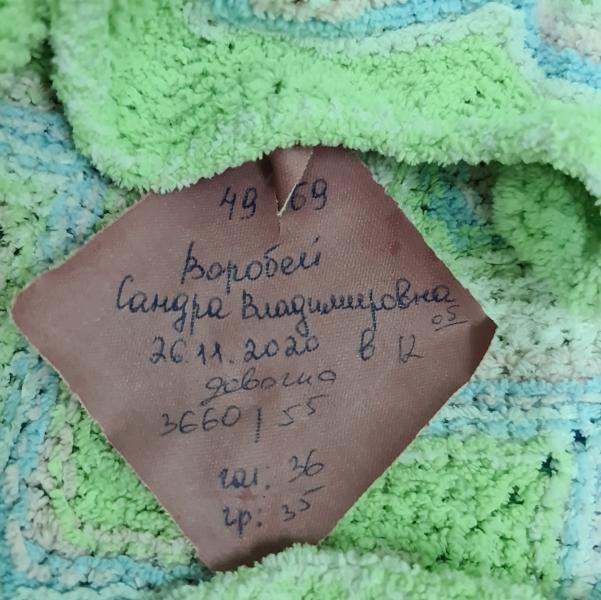 49 69
Воробей
Сандра Владимировна
26.11.2020 в 12 05
девочка
3660 / 55
гол: 36
гр: 35